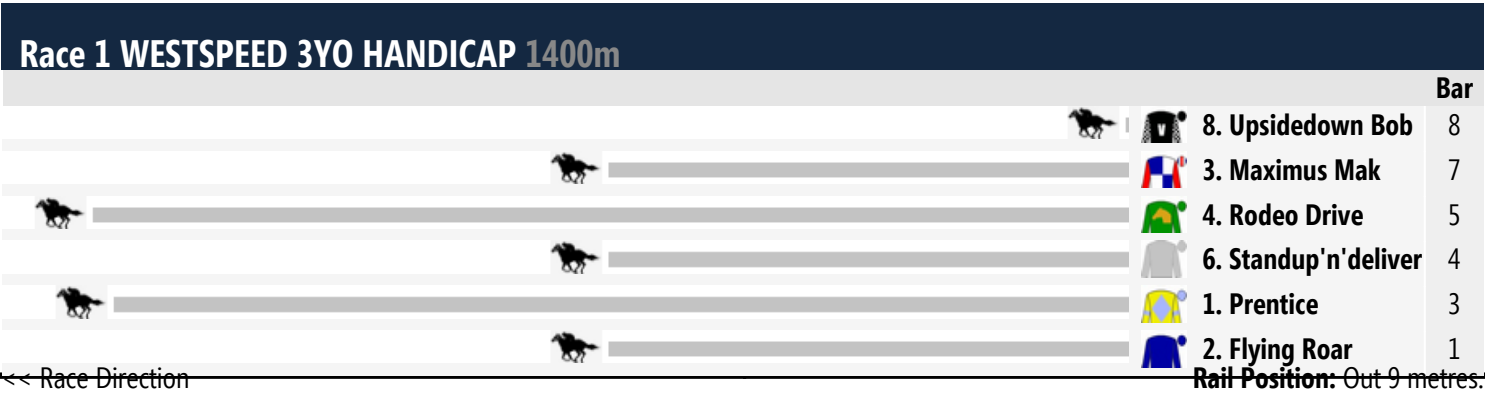 Race 1 WESTSPEED 3YO HANDICAP 1400m
Bar
V 8. Upsidedown Bob 8
3. Maximus Mak 7
4. Rodeo Drive 5
6. Standup'n'deliver 4
1. Prentice 3
2. Flying Roar 1
<< Race Direction Rail Position: Out 9 metres.